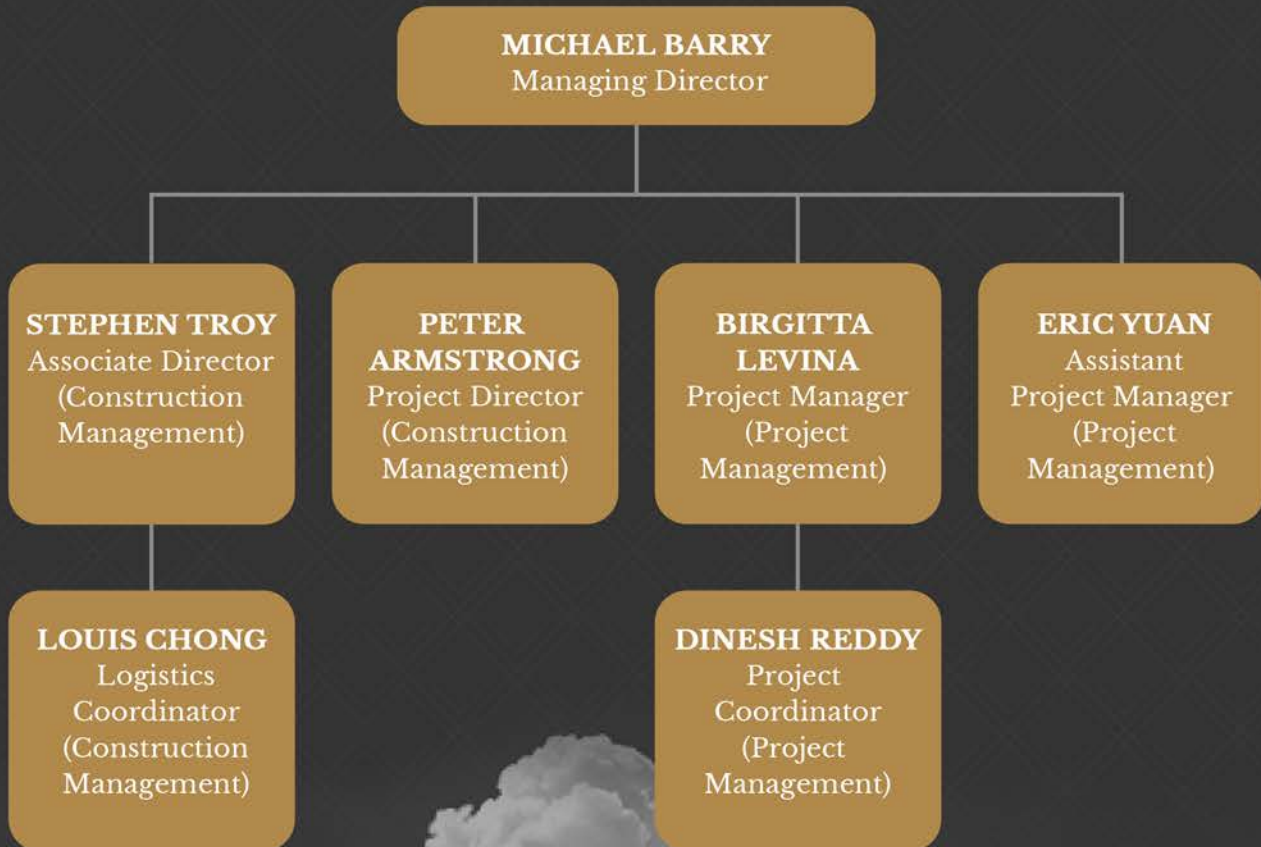 MICHAEL BARRY
Managing Director
STEPHEN TROY
Associate Director
(Construction
Management)
PETER
ARMSTRONG
Project Director
(Construction
Management)
BIRGITTA
LEVINA
Project Manager
(Project
Management)
ERIC YUAN
Assistant
Project Manager
(Project
Management)
LOUIS CHONG
Logistics
Coordinator
(Construction
Management)
DINESH REDDY
Project
Coordinator
(Project
Management)